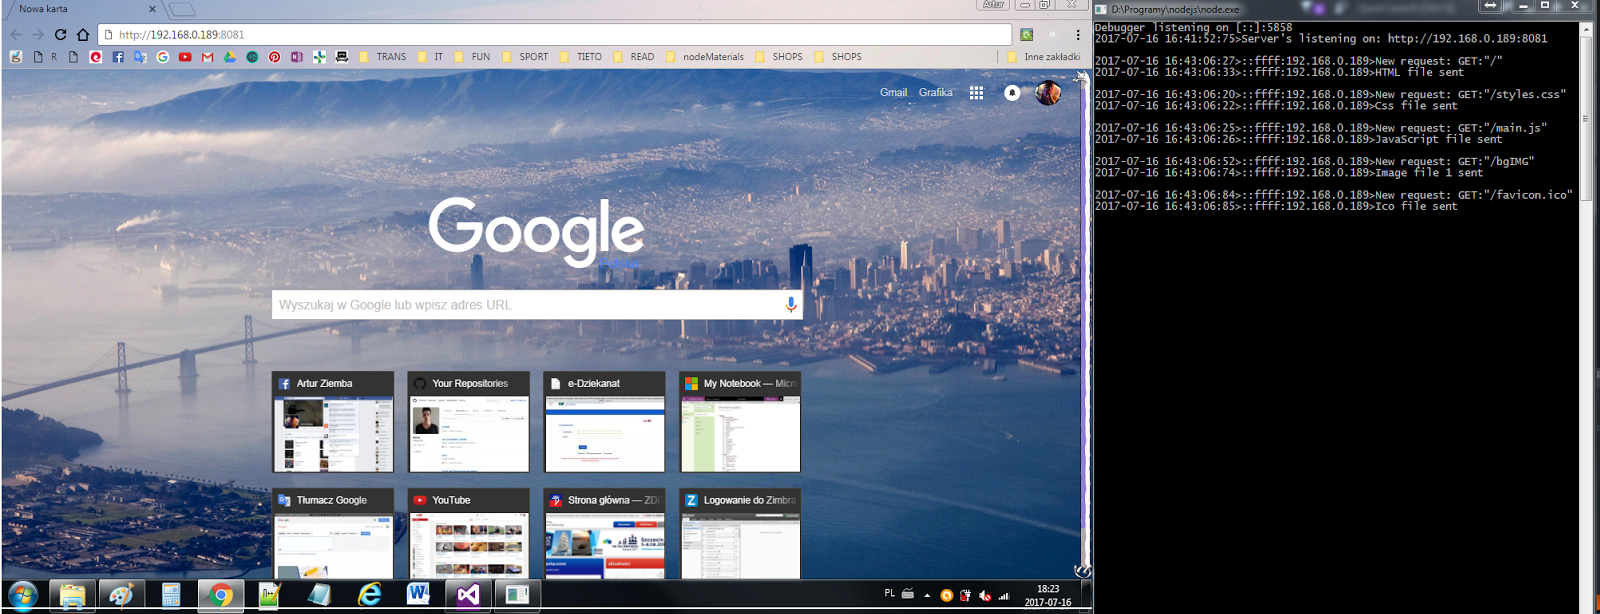 Nowa karta
Artur
http://192.168.0.189:8081
R
TRANS
IT
FUN
SPORT
TIETO
READ
nodeMaterials
SHOPS
SHOPS
Inne zakładki
Gmail
Grafika
Google
Polska
Wyszukaj w Google lub wpisz adres URL
Artur Ziemba
Your Repositories
e-Dziekanat
My Notebook — Micro
Tłumacz Google
YouTube
Strona główna — ZDi
Logowanie do Zimbra
PL
18:23
2017-07-16
D:\Programy\nodejs\node.exe
Debugger listening on [::]:5858
2017-07-16 16:41:52:75>Server's listening on: http://192.168.0.189:8081
2017-07-16 16:43:06:27>::ffff:192.168.0.189>New request: GET:"/"
2017-07-16 16:43:06:33>::ffff:192.168.0.189>HTML file sent
2017-07-16 16:43:06:20>::ffff:192.168.0.189>New request: GET:"/styles.css"
2017-07-16 16:43:06:22>::ffff:192.168.0.189>Css file sent
2017-07-16 16:43:06:25>::ffff:192.168.0.189>New request: GET:"/main.js"
2017-07-16 16:43:06:26>::ffff:192.168.0.189>JavaScript file sent
2017-07-16 16:43:06:52>::ffff:192.168.0.189>New request: GET:"/bgIMG"
2017-07-16 16:43:06:74>::ffff:192.168.0.189>Image file 1 sent
2017-07-16 16:43:06:84>::ffff:192.168.0.189>New request: GET:"/favicon.ico"
2017-07-16 16:43:06:85>::ffff:192.168.0.189>Ico file sent